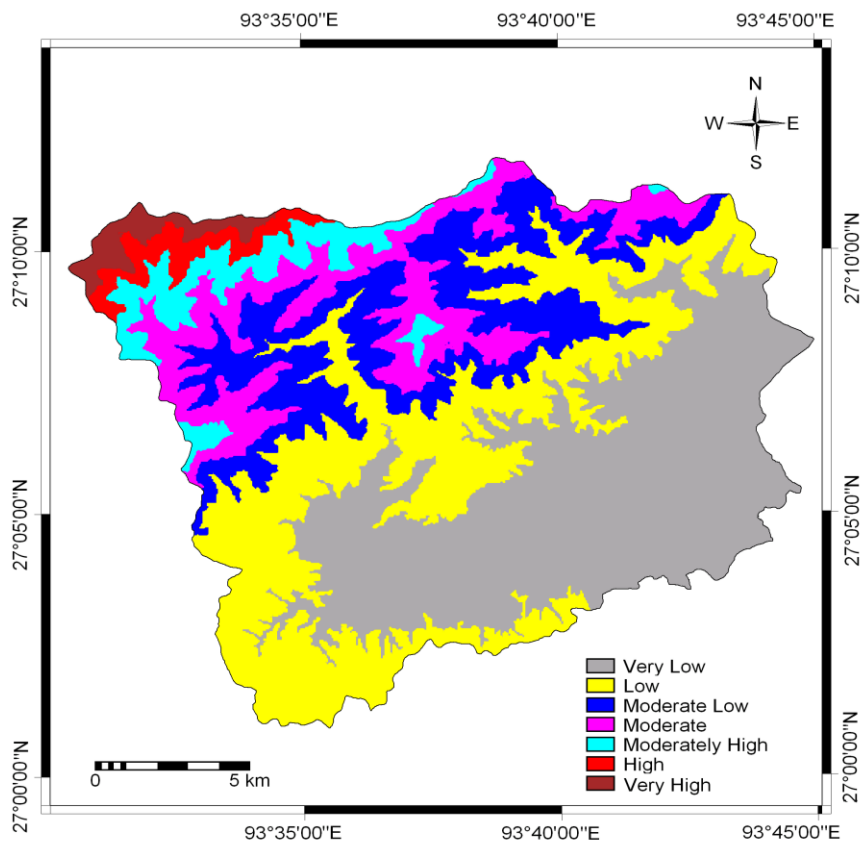 93°35'00"E 93°40'00"E 93°45'00"E
N
W E
S
27°10'00"N 27°10'00"N
27°05'00"N 27°05'00"N
Very Low
Low
Moderate Low
Moderate
Moderately High
High
Very High
0 5 km
27°00'00"N 27°00'00"N
93°35'00"E 93°40'00"E 93°45'00"E